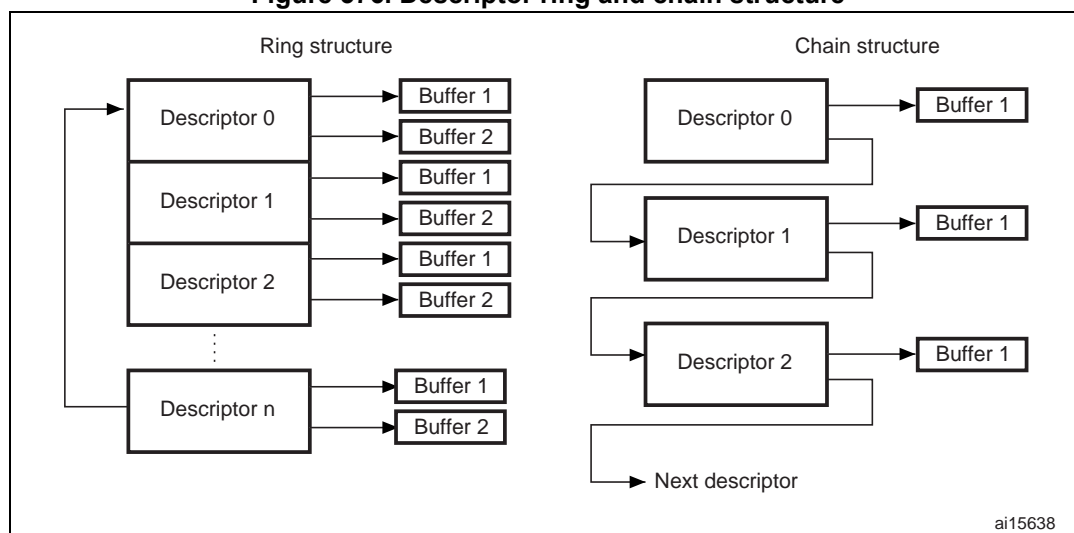 Ring structure
Descriptor 0
Buffer 1
Buffer 2
Descriptor 1
Buffer 1
Buffer 2
Descriptor 2
Buffer 1
Buffer 2
Descriptor n
Buffer 1
Buffer 2
Chain structure
Descriptor 0
Buffer 1
Descriptor 1
Buffer 1
Descriptor 2
Buffer 1
Next descriptor
ai15638